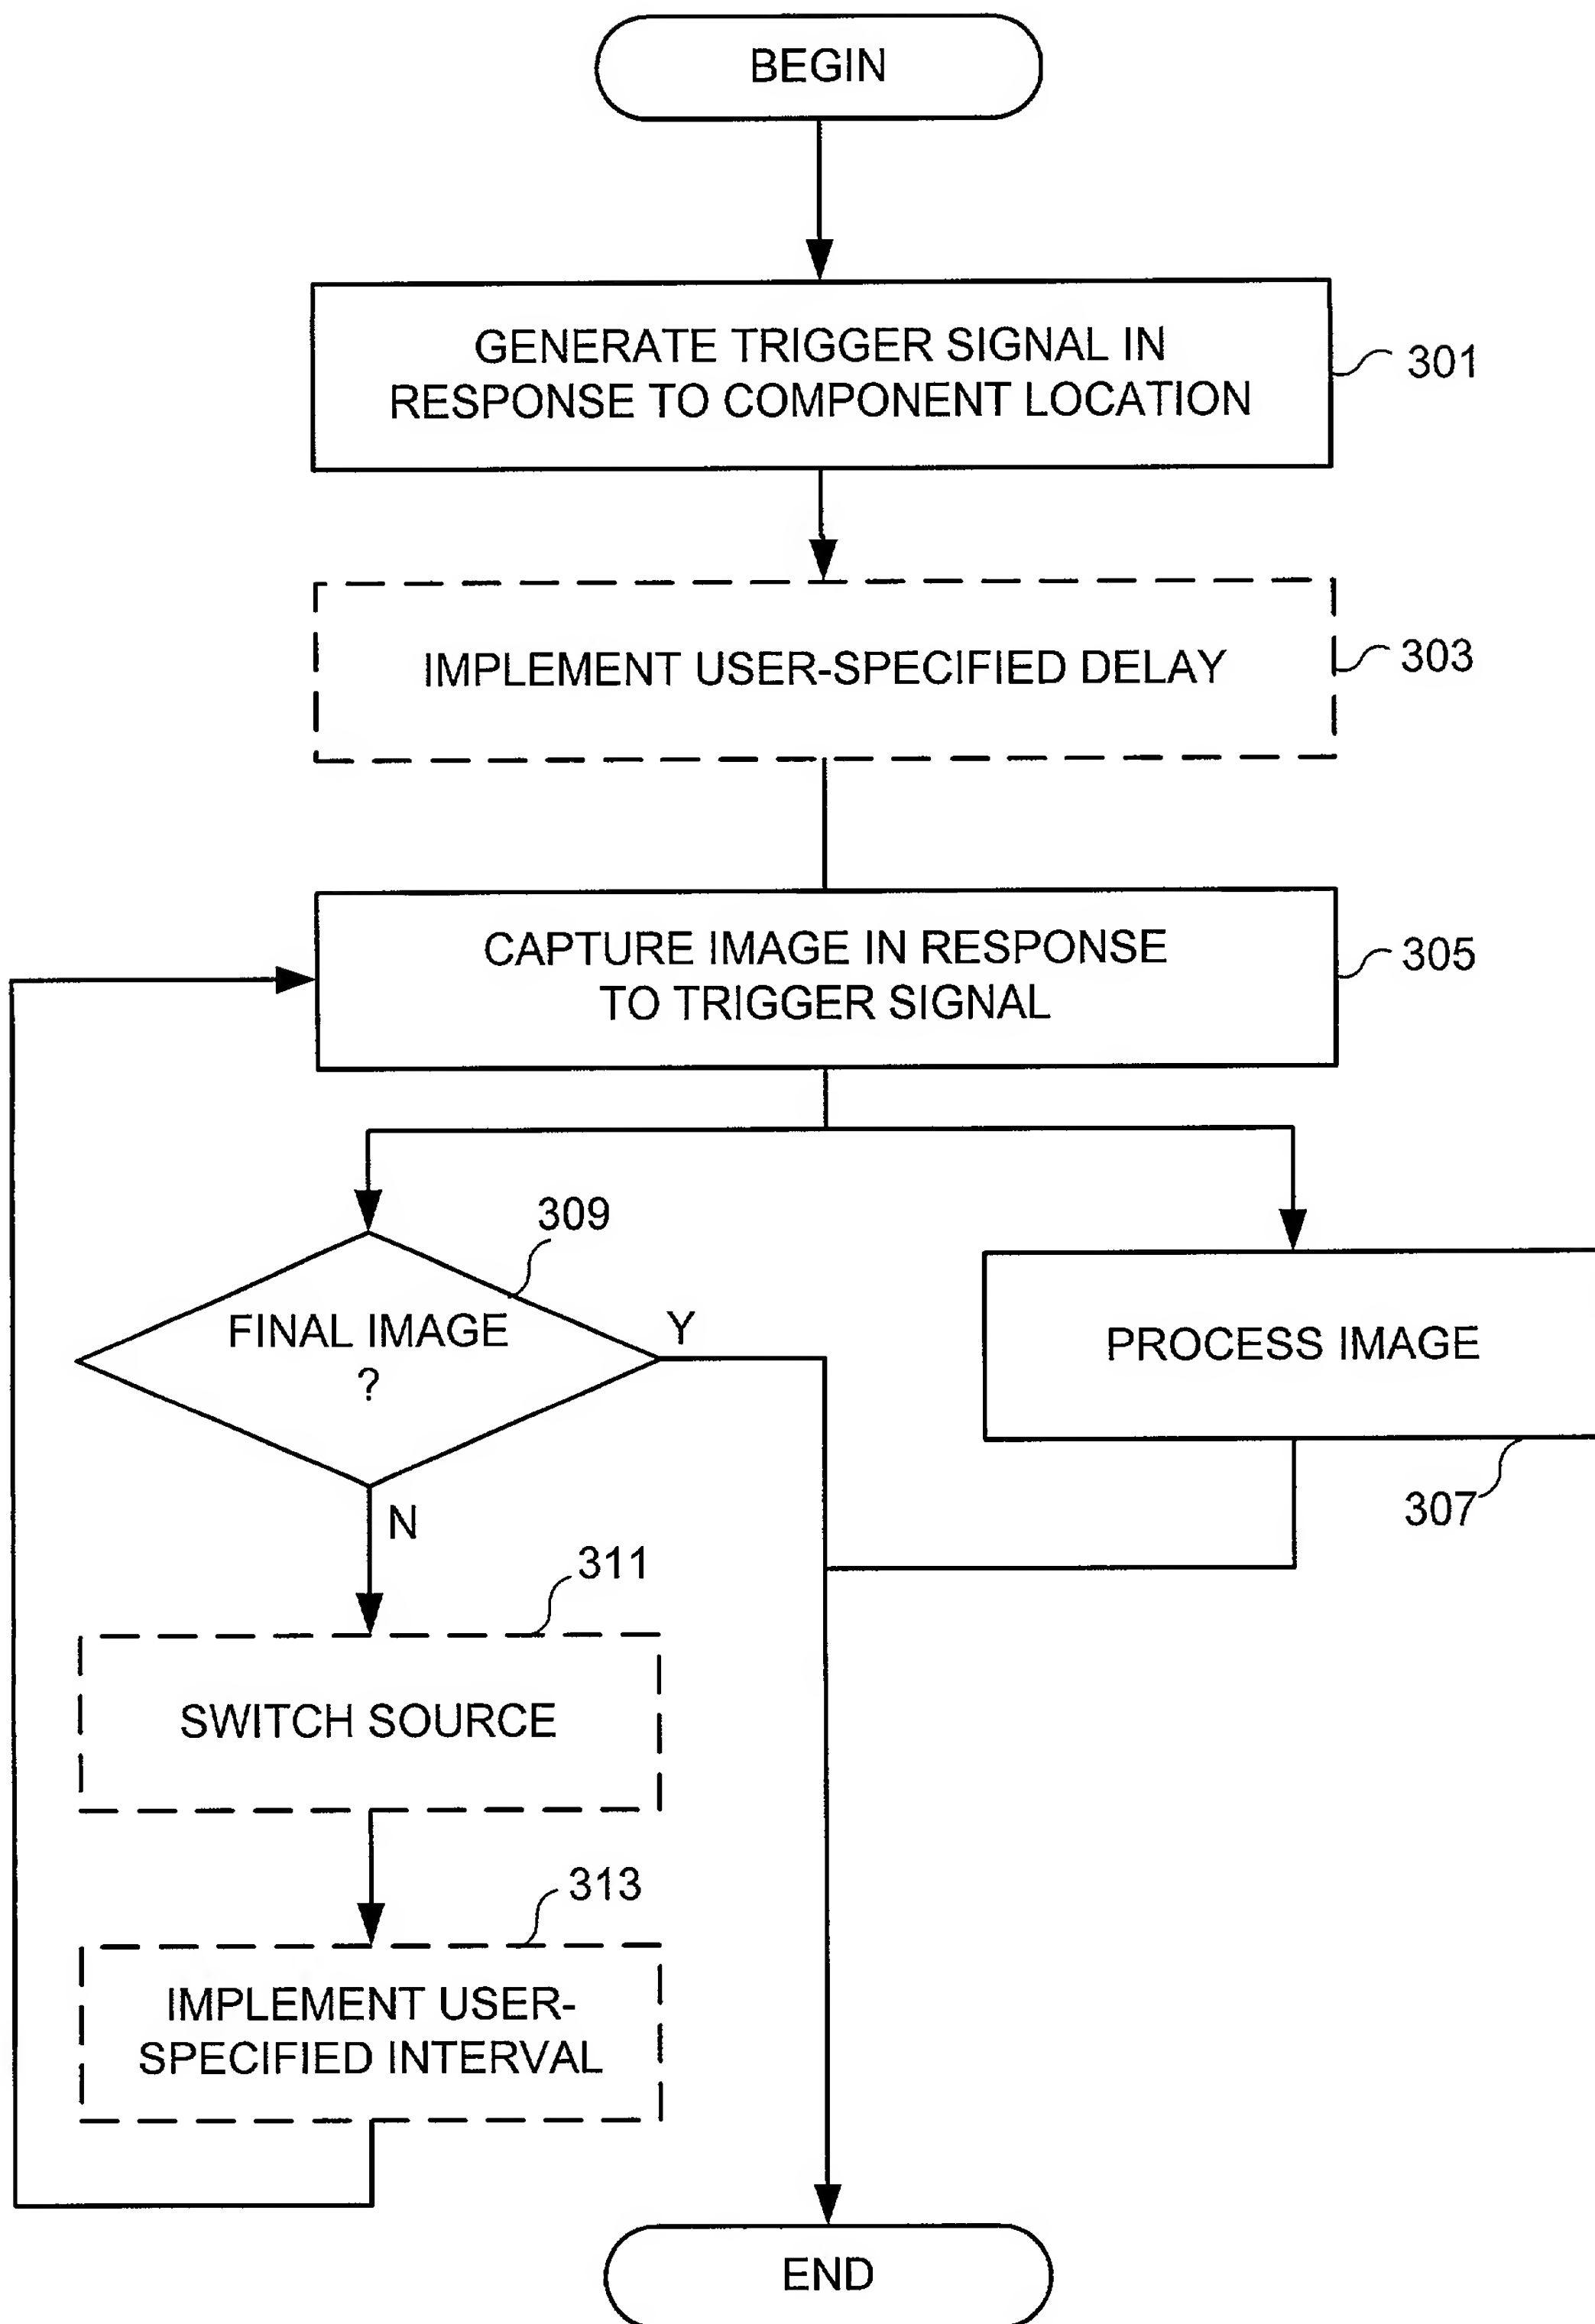 BEGIN
GENERATE TRIGGER SIGNAL IN
RESPONSE TO COMPONENT LOCATION
301
IMPLEMENT USER-SPECIFIED DELAY
303
CAPTURE IMAGE IN RESPONSE
TO TRIGGER SIGNAL
305
309
FINAL IMAGE
?
Y
N
PROCESS IMAGE
307
311
SWITCH SOURCE
313
IMPLEMENT USER-
SPECIFIED INTERVAL
END